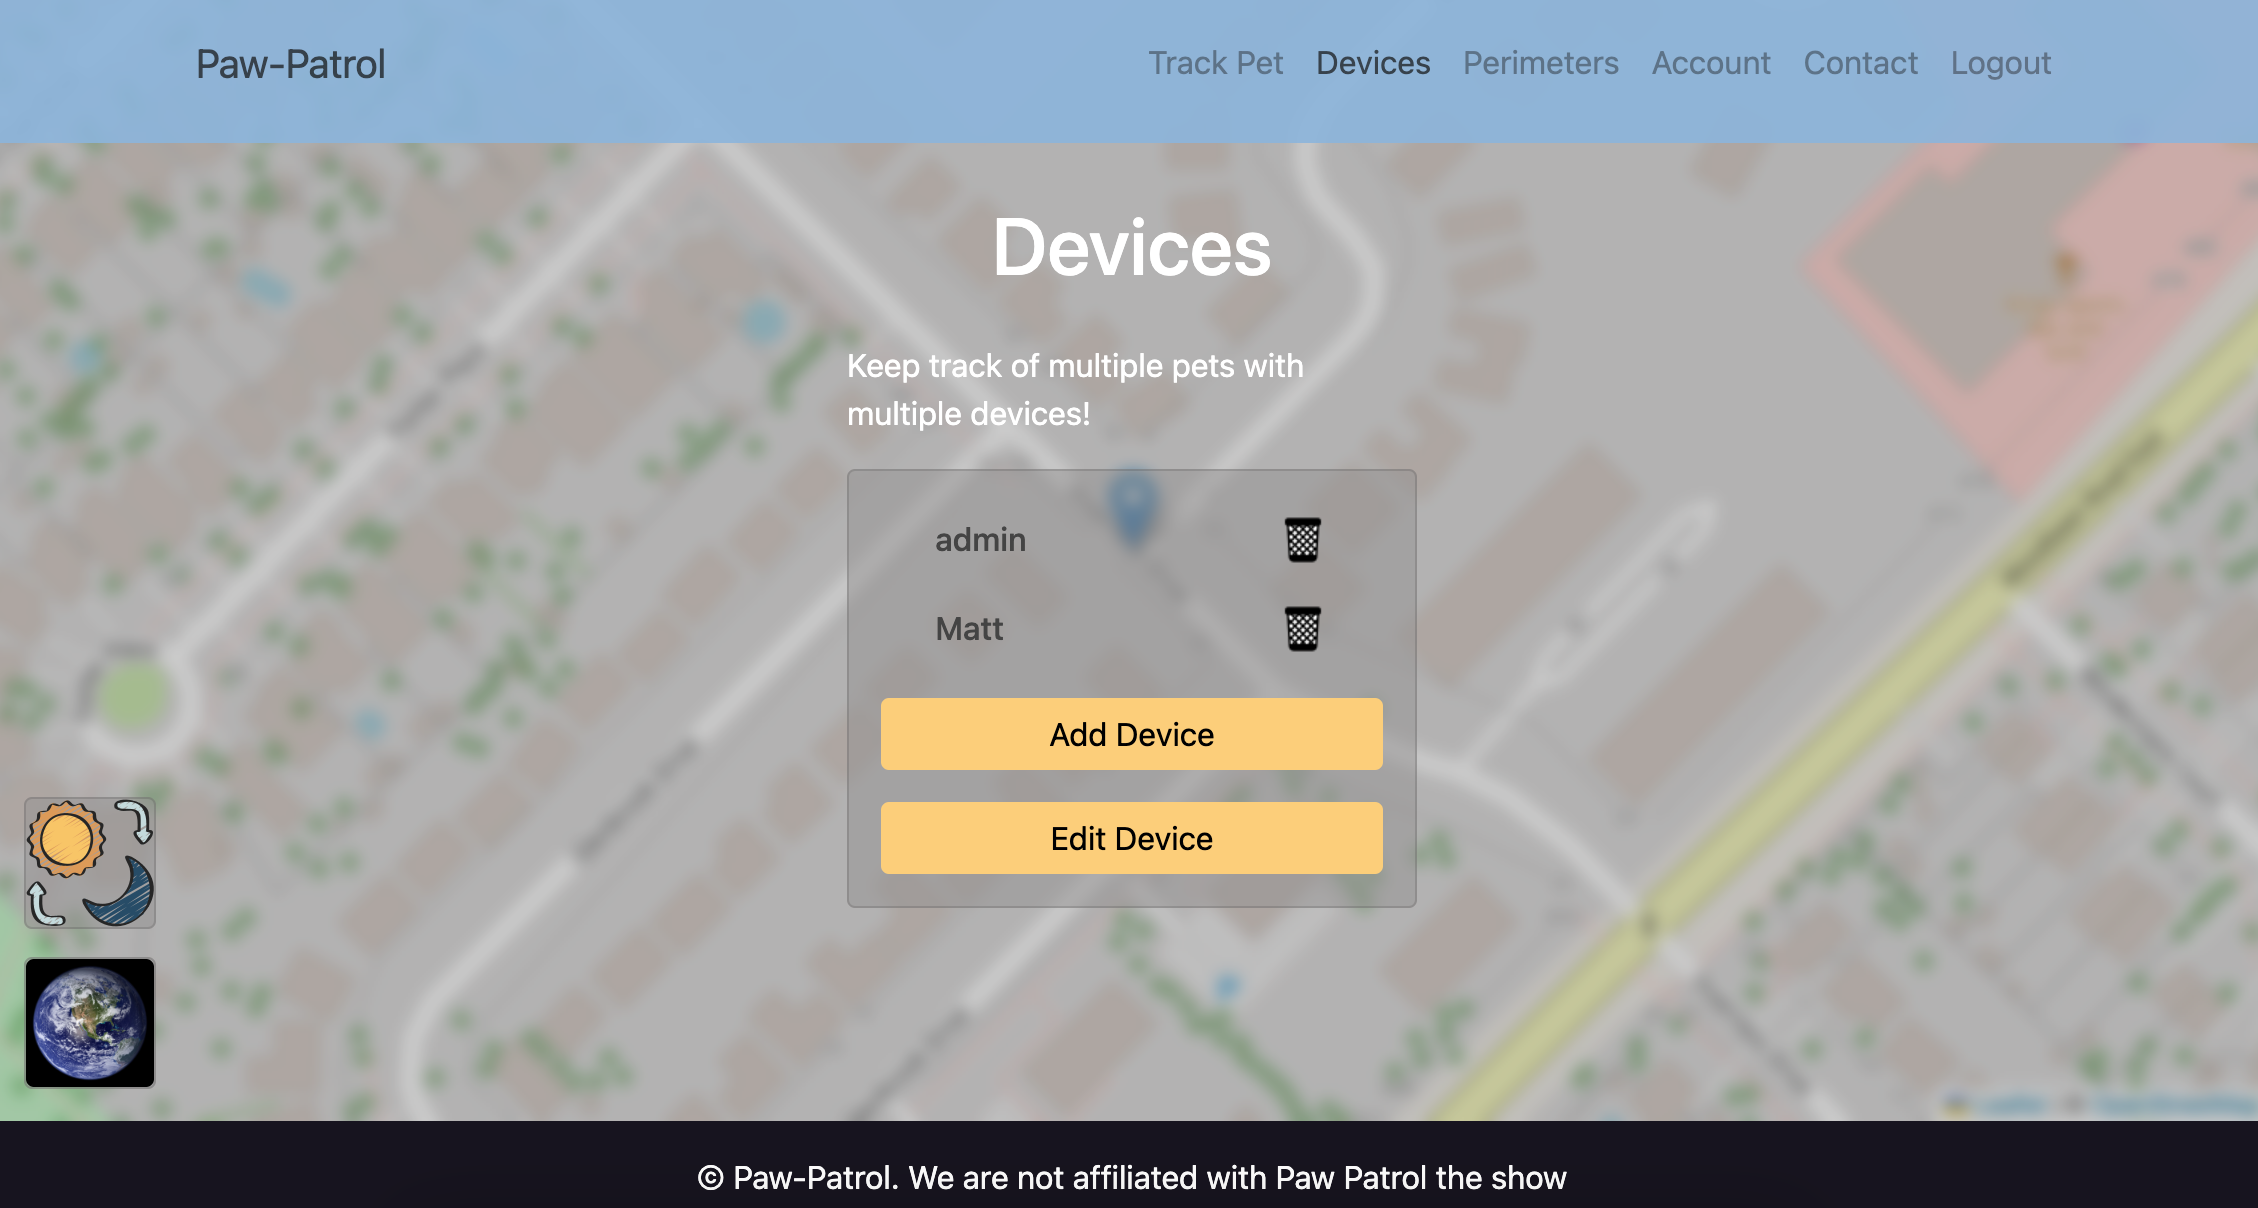 Paw-Patrol
Track Pet Devices Perimeters Account Contact Logout
Devices
Keep track of multiple pets with
multiple devices!
admin
Matt
Add Device
Edit Device
© Paw-Patrol. We are not affiliated with Paw Patrol the show